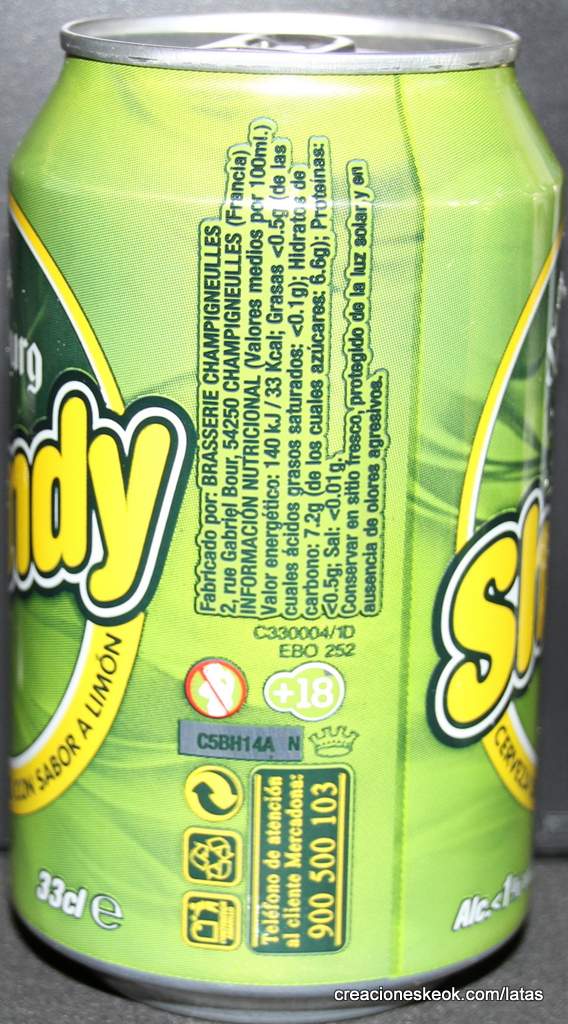 urg
ndy
CON SABOR A LIMÓN
33cl e
Fabricado por: BRASSERIE CHAMPIGNEULLES
2, rue Gabriel Bour, 54250 CHAMPIGNEULLES (Francia)
INFORMACIÓN NUTRICIONAL (Valores medios por 100ml.)
Valor energético: 140 kJ / 33 Kcal; Grasas <0.5g (de las
cuales ácidos grasos saturados: <0.1g); Hidratos de
carbono: 7.2g (de los cuales azúcares: 6.6g); Proteínas:
<0.5g; Sal: <0.01g.
Conservar en sitio fresco, protegido de la luz solar y en
ausencia de olores agresivos.
C330004/1D
EBO 252
+18
C5BH14A N
Teléfono de atención
al cliente Mercadona:
900 500 103
Sh
CERVEZA
Alc.<1%
creacioneskeok.com/latas